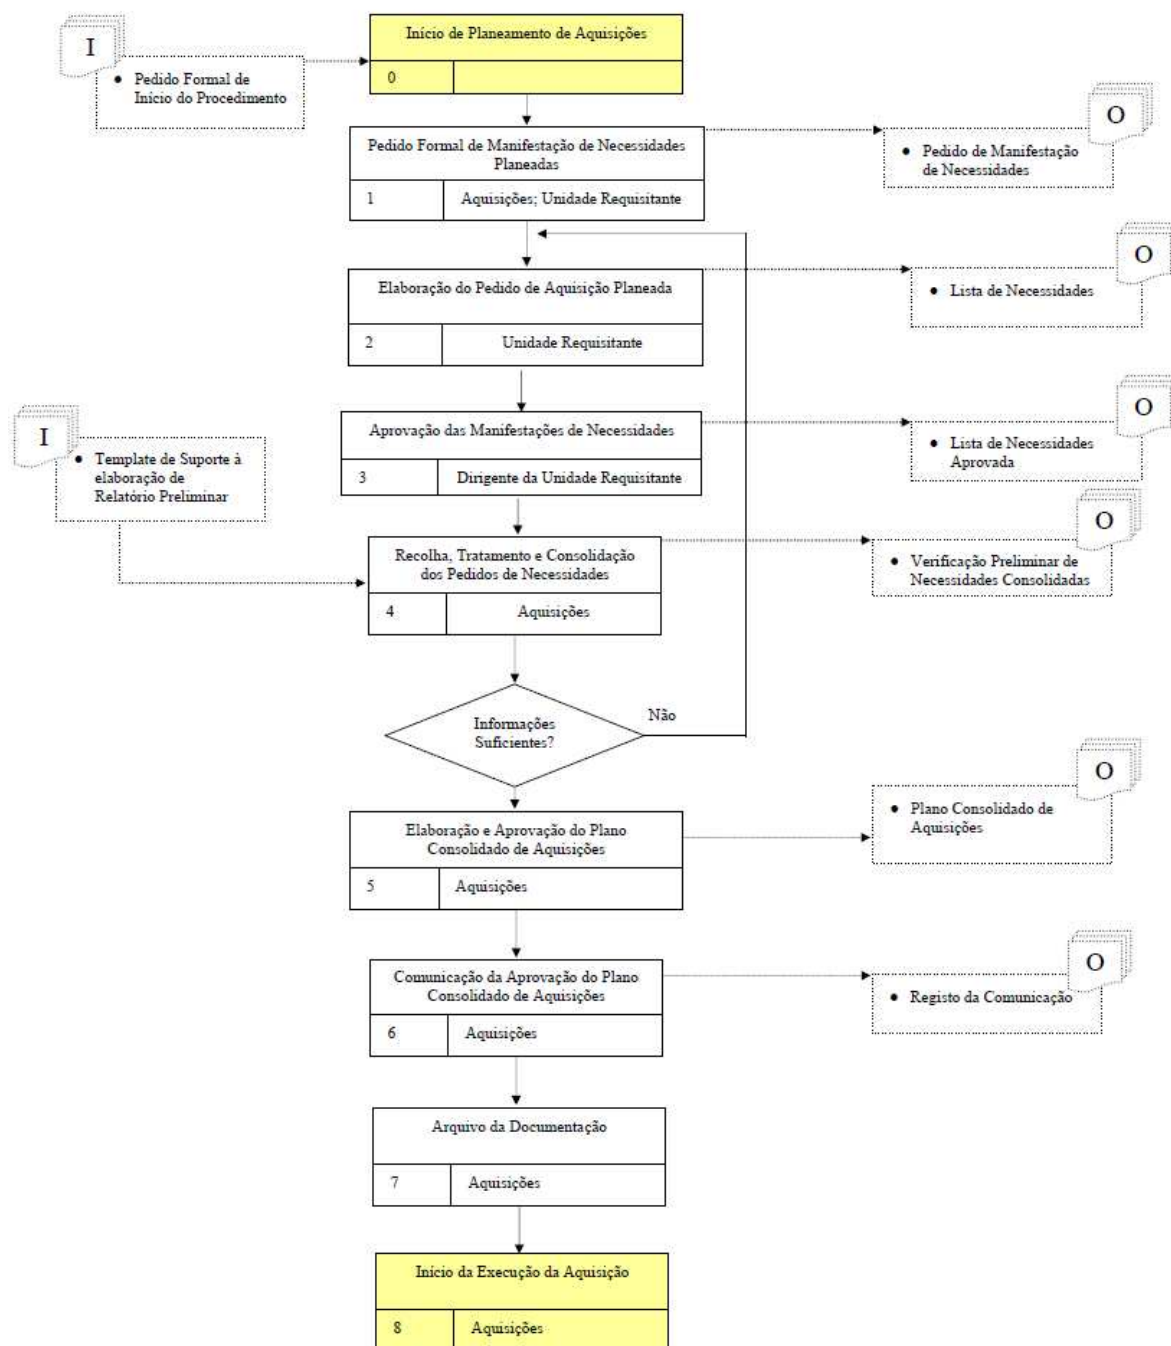 Início de Planeamento de Aquisições
0
I
• Pedido Formal de
Início do Procedimento
Pedido Formal de Manifestação de Necessidades
Planeadas
1 Aquisições; Unidade Requisitante
O
• Pedido de Manifestação
de Necessidades
Elaboração do Pedido de Aquisição Planeada
2 Unidade Requisitante
O
• Lista de Necessidades
Aprovação das Manifestações de Necessidades
3 Dirigente da Unidade Requisitante
O
• Lista de Necessidades
Aprovada
I
• Template de Suporte à
elaboração de
Relatório Preliminar
Recolha, Tratamento e Consolidação
dos Pedidos de Necessidades
4 Aquisições
O
• Verificação Preliminar de
Necessidades Consolidadas
Informações
Suficientes?
Não
Elaboração e Aprovação do Plano
Consolidado de Aquisições
5 Aquisições
O
• Plano Consolidado de
Aquisições
Comunicação da Aprovação do Plano
Consolidado de Aquisições
6 Aquisições
O
• Registo da Comunicação
Arquivo da Documentação
7 Aquisições
Início da Execução da Aquisição
8 Aquisições